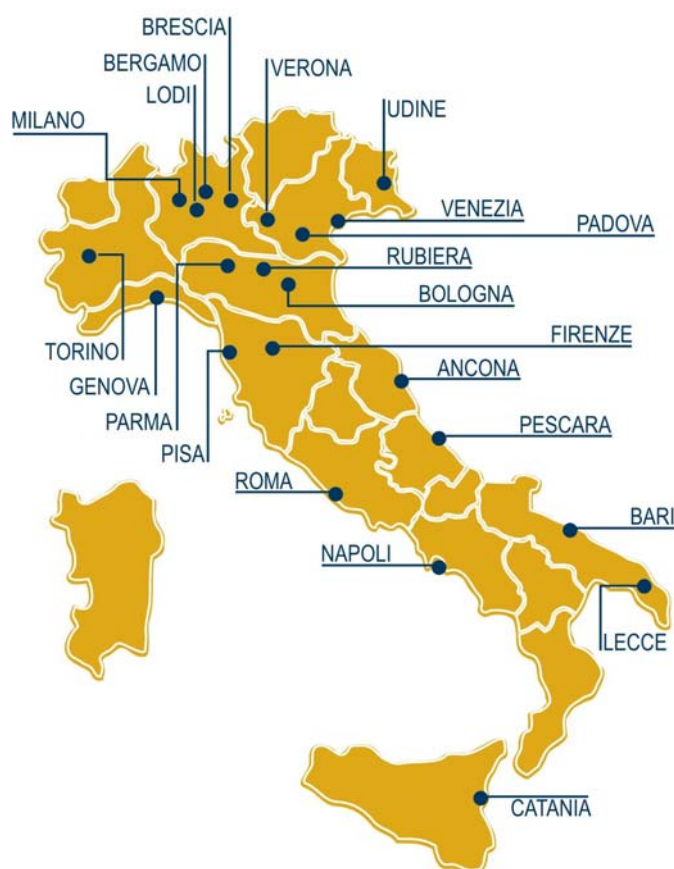 BRESCIA
BERGAMO
VERONA
LODI
UDINE
MILANO
VENEZIA
PADOVA
RUBIERA
BOLOGNA
FIRENZE
TORINO
ANCONA
GENOVA
PARMA
PESCARA
PISA
ROMA
BARI
NAPOLI
LECCE
CATANIA